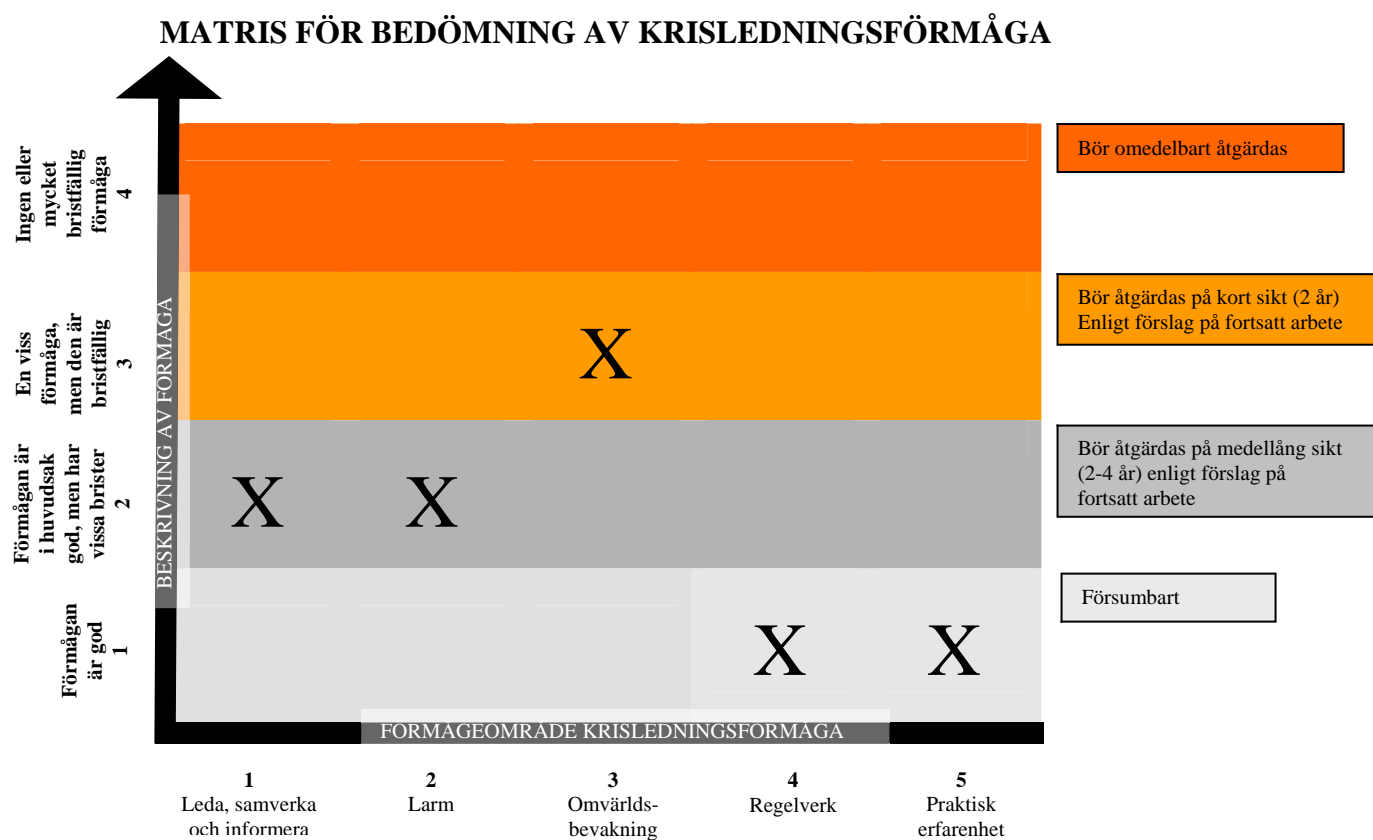 MATRIS FÖR BEDÖMNING AV KRISLEDNINGSFÖRMÅGA
Ingen eller
mycket
bristfällig
förmåga
4
En viss
förmåga,
men den är
bristfällig
3
Förmågan är
i huvudsak
god, men har
vissa brister
2
Förmågan
är god
1
BESKRIVNING AV FÖRMÅGA
X
X
X
X
X
Bör omedelbart åtgärdas
Bör åtgärdas på kort sikt (2 år)
Enligt förslag på fortsatt arbete
Bör åtgärdas på medellång sikt
(2-4 år) enligt förslag på
fortsatt arbete
Försumbart
FÖRMÅGEOMRÅDE KRISLEDNINGSFÖRMÅGA
1
Leda, samverka
och informera
2
Larm
3
Omvärlds-
bevakning
4
Regelverk
5
Praktisk
erfarenhet